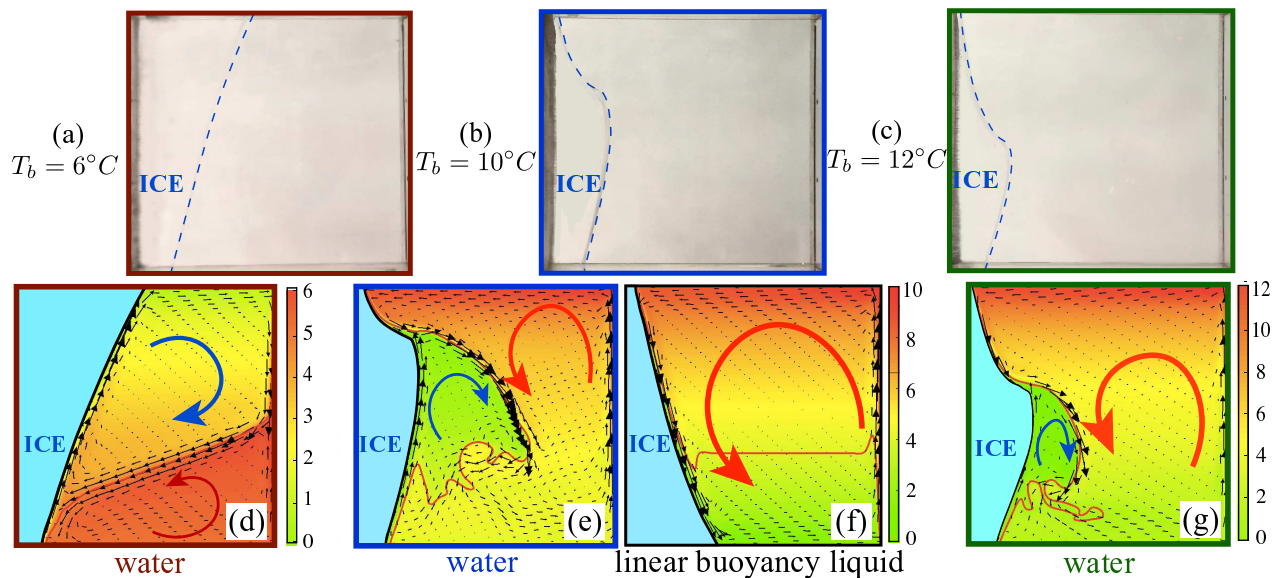 (a)
T_b = 6°C
ICE
(b)
T_b = 10°C
ICE
(c)
T_b = 12°C
ICE
ICE
(d)
6
5
4
3
2
1
0
water
ICE
(e)
water
ICE
(f)
10
8
6
4
2
0
linear buoyancy liquid
ICE
(g)
12
10
8
6
4
2
0
water